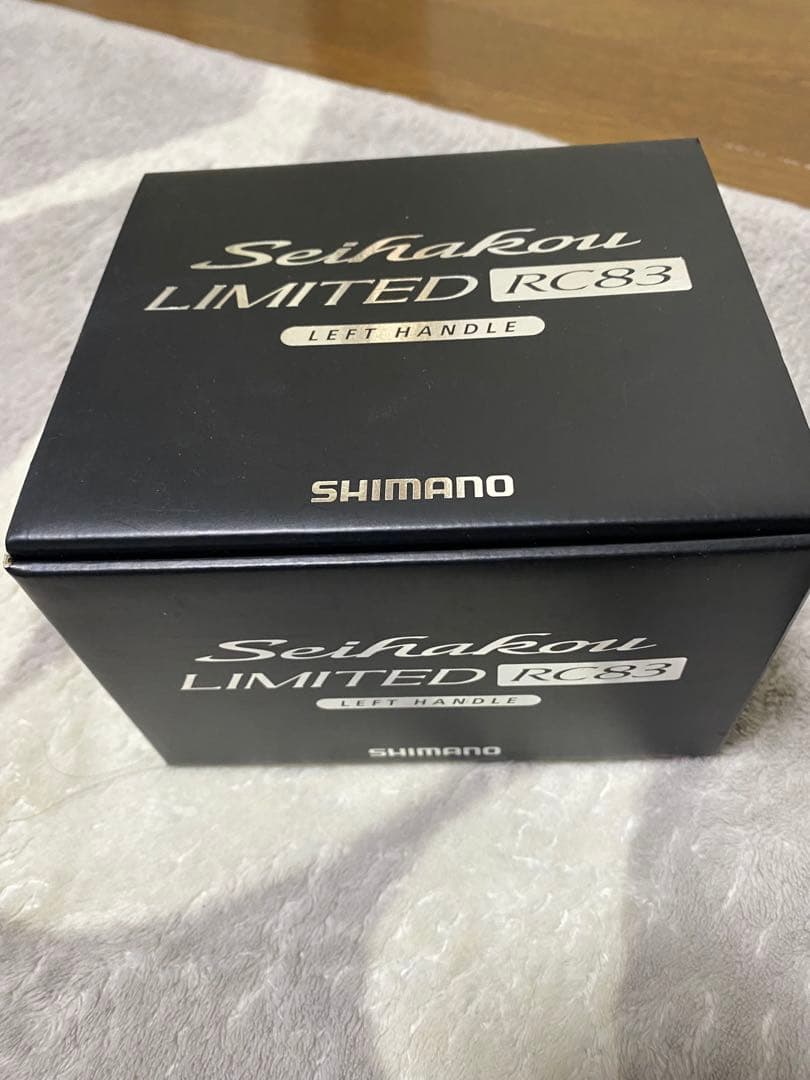 Seihakou
LIMITED RC83
LEFT HANDLE
SHIMANO
Seihakou
LIMITED RC83
LEFT HANDLE
SHIMANO